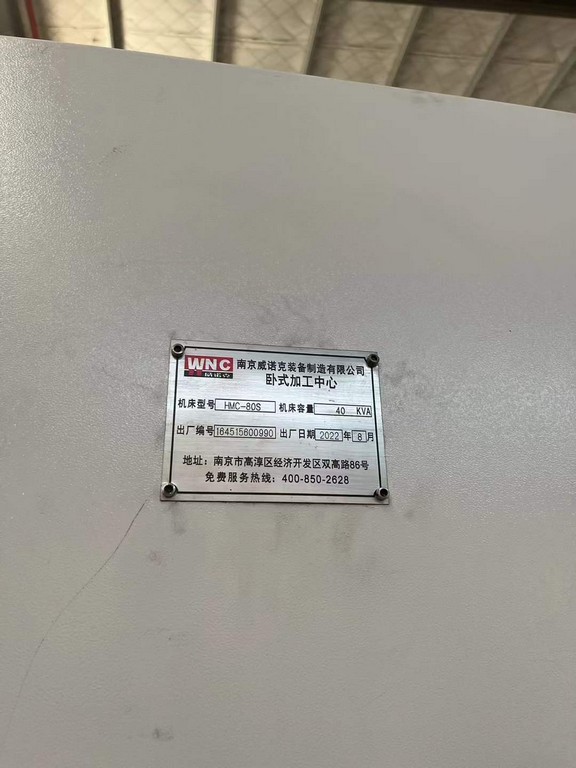 WNC 南京威诺克装备制造有限公司
威诺克 卧式加工中心
机床型号 HMC-80S 机床容量 40 KVA
出厂编号 164515600990 出厂日期 2022 年 8 月
地址：南京市高淳区经济开发区双高路86号
免费服务热线：400-850-2628